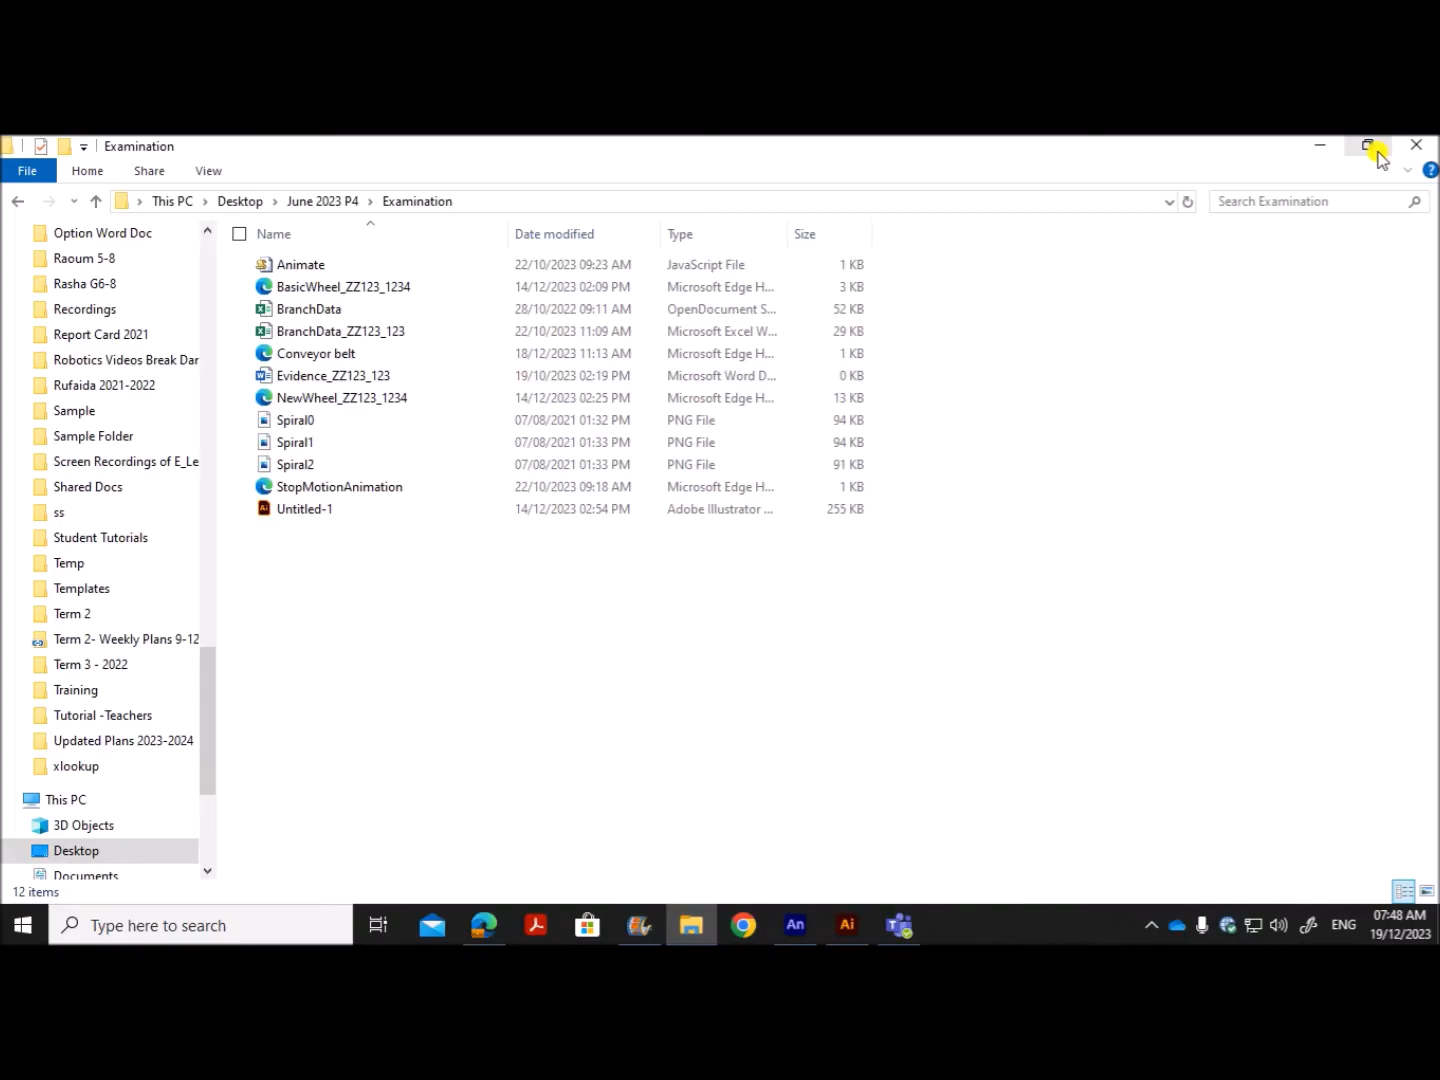 Examination
File Home Share View
This PC › Desktop › June 2023 P4 › Examination
Search Examination
Name Date modified Type Size
Animate 22/10/2023 09:23 AM JavaScript File 1 KB
BasicWheel_ZZ123_1234 14/12/2023 02:09 PM Microsoft Edge H... 3 KB
BranchData 28/10/2022 09:11 AM OpenDocument S... 52 KB
BranchData_ZZ123_123 22/10/2023 11:09 AM Microsoft Excel W... 29 KB
Conveyor belt 18/12/2023 11:13 AM Microsoft Edge H... 1 KB
Evidence_ZZ123_123 19/10/2023 02:19 PM Microsoft Word D... 0 KB
NewWheel_ZZ123_1234 14/12/2023 02:25 PM Microsoft Edge H... 13 KB
Spiral0 07/08/2021 01:32 PM PNG File 94 KB
Spiral1 07/08/2021 01:33 PM PNG File 94 KB
Spiral2 07/08/2021 01:33 PM PNG File 91 KB
StopMotionAnimation 22/10/2023 09:18 AM Microsoft Edge H... 1 KB
Untitled-1 14/12/2023 02:54 PM Adobe Illustrator ... 255 KB
Option Word Doc
Raoum 5-8
Rasha G6-8
Recordings
Report Card 2021
Robotics Videos Break Dar
Rufaida 2021-2022
Sample
Sample Folder
Screen Recordings of E_Le
Shared Docs
ss
Student Tutorials
Temp
Templates
Term 2
Term 2- Weekly Plans 9-12
Term 3 - 2022
Training
Tutorial -Teachers
Updated Plans 2023-2024
xlookup
This PC
3D Objects
Desktop
Documents
12 items
Type here to search
An
Ai
ENG
07:48 AM
19/12/2023